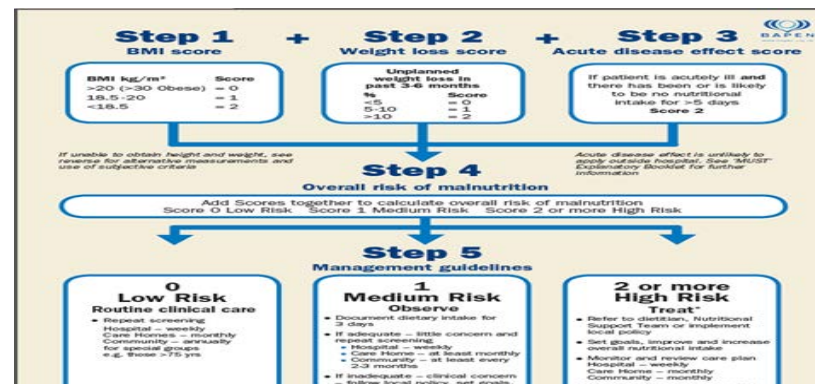 Step 1 + Step 2 + Step 3
BAPEN
BMI score
Weight loss score
Acute disease effect score
BMI kg/m² Score
>20 (>30 Obese) = 0
18.5-20 = 1
<18.5 = 2
Unplanned
weight loss in
past 3-6 months
% Score
<5 = 0
5-10 = 1
>10 = 2
If patient is acutely ill and
there has been or is likely
to be no nutritional
intake for >5 days
Score 2
If unable to obtain height and weight, see
reverse for alternative measurements and
use of subjective criteria
Acute disease effect is unlikely to
apply outside hospital. See 'MUST'
Explanatory Booklet for further
information
Step 4
Overall risk of malnutrition
Add Scores together to calculate overall risk of malnutrition
Score 0 Low Risk Score 1 Medium Risk Score 2 or more High Risk
Step 5
Management guidelines
0
Low Risk
Routine clinical care
• Repeat screening
Hospital – weekly
Care Homes – monthly
Community – annually
for special groups
e.g. those >75 yrs
1
Medium Risk
Observe
• Document dietary intake for
3 days
• If adequate – little concern and
repeat screening
• Hospital – weekly
• Care Home – at least monthly
• Community – at least every
2-3 months
• If inadequate – clinical concern
– follow local policy, set goals,
2 or more
High Risk
Treat*
• Refer to dietitian, Nutritional
Support Team or implement
local policy
• Set goals, improve and increase
overall nutritional intake
• Monitor and review care plan
Hospital – weekly
Care Home – monthly
Community – monthly